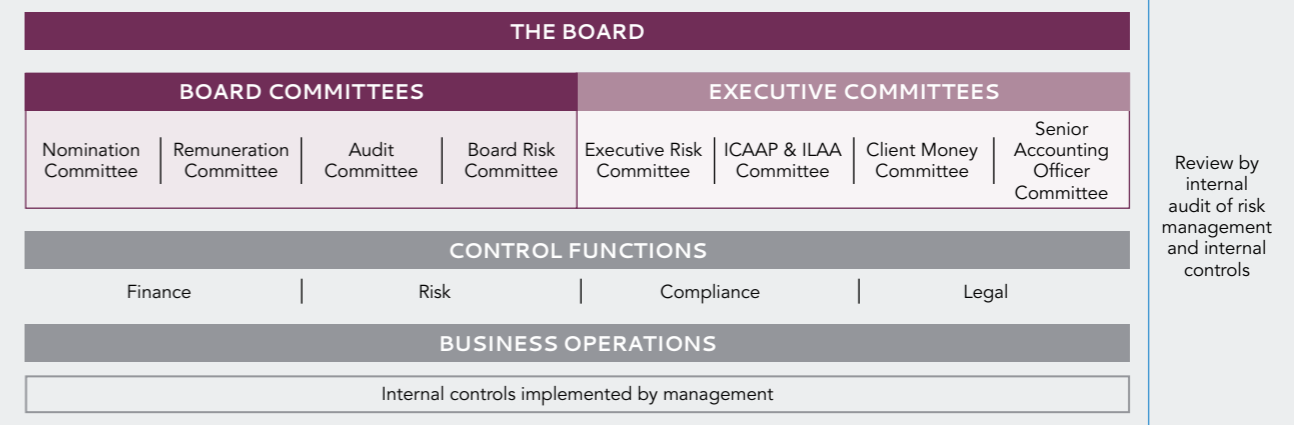 THE BOARD
BOARD COMMITTEES
EXECUTIVE COMMITTEES
Nomination
Committee
Remuneration
Committee
Audit
Committee
Board Risk
Committee
Executive Risk
Committee
ICAAP & ILAA
Committee
Client Money
Committee
Senior
Accounting
Officer
Committee
CONTROL FUNCTIONS
Finance
Risk
Compliance
Legal
BUSINESS OPERATIONS
Internal controls implemented by management
Review by
internal
audit of risk
management
and internal
controls